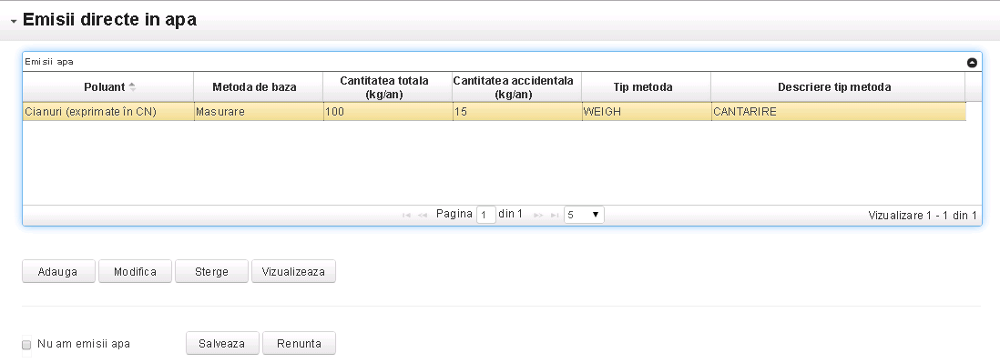 Emisii directe in apa
Emisii apa
Poluant Metoda de baza Cantitatea totala (kg/an) Cantitatea accidentala (kg/an) Tip metoda Descriere tip metoda
Cianuri (exprimate în CN) Masurare 100 15 WEIGH CANTARIRE
Pagina 1 din 1 5 Vizualizare 1 - 1 din 1
Adauga Modifica Sterge Vizualizeaza
Nu am emisii apa Salveaza Renunta